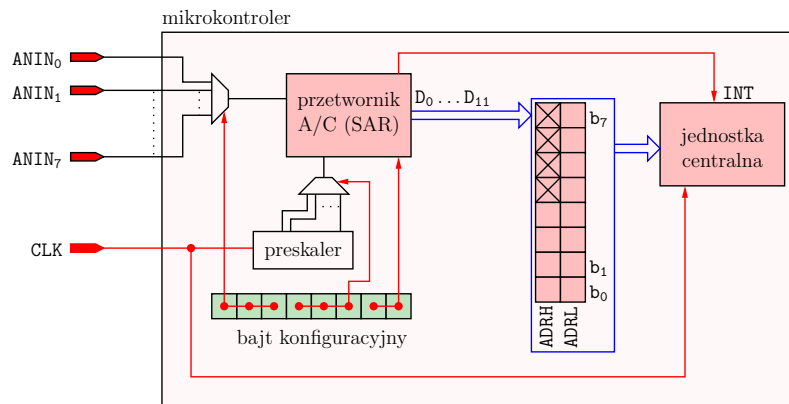 mikrokontroler
ANIN₀
ANIN₁
ANIN₇
CLK
przetwornik
A/C (SAR)
D₀...D₁₁
preskaler
bajt konfiguracyjny
b₇
b₁
b₀
ADRH
ADRL
INT
jednostka
centralna